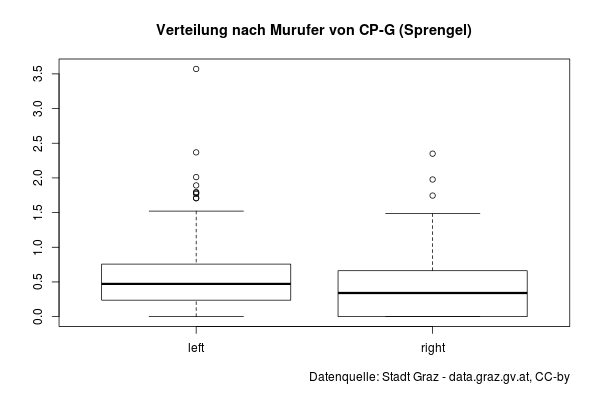 Verteilung nach Murufer von CP-G (Sprengel)
3.5
3.0
2.5
2.0
1.5
1.0
0.5
0.0
left right
Datenquelle: Stadt Graz - data.graz.gv.at, CC-by